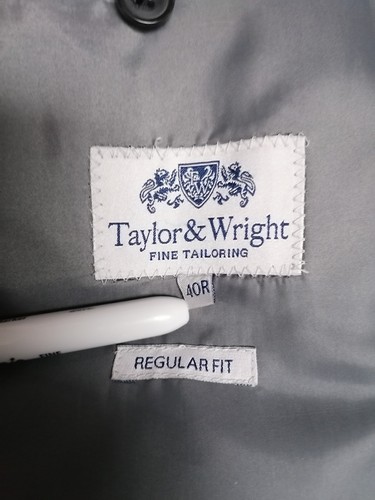 Taylor & Wright
FINE TAILORING
40R
REGULAR FIT